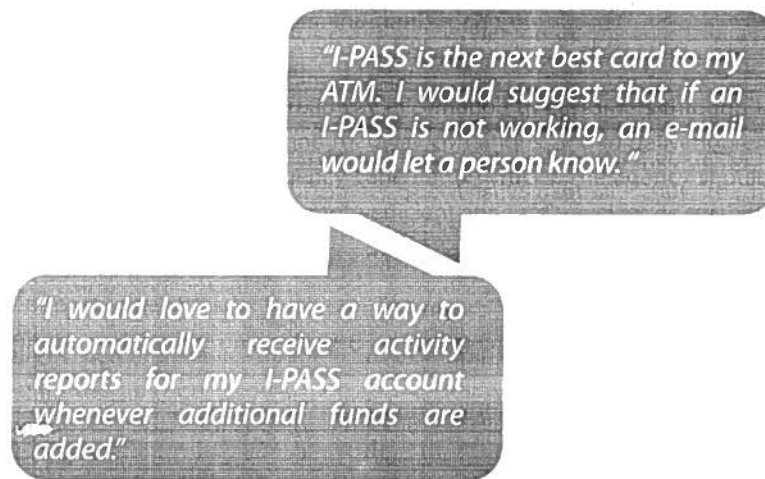 "I-PASS is the next best card to my
ATM. I would suggest that if an
I-PASS is not working, an e-mail
would let a person know."
"I would love to have a way to
automatically receive activity
reports for my I-PASS account
whenever additional funds are
added."